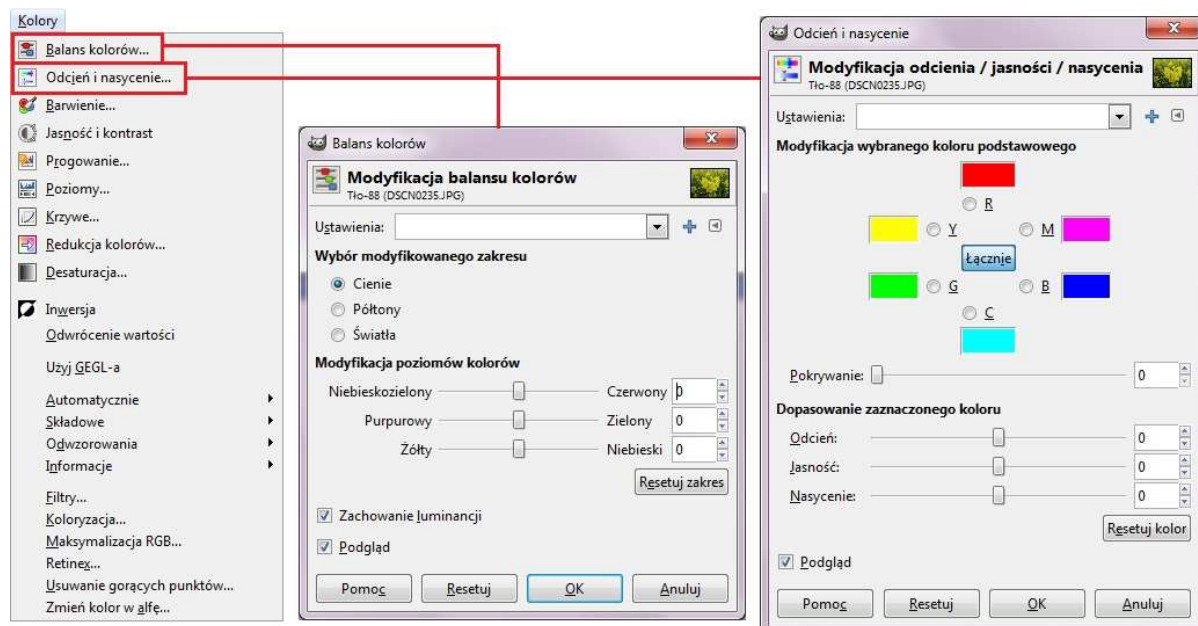 Kolory
Balans kolorów...
Odcień i nasycenie...
Barwienie...
Jasność i kontrast
Progowanie...
Poziomy...
Krzywe...
Redukcja kolorów...
Desaturacja...
Inwersja
Odwrócenie wartości
Użyj GEGL-a
Automatycznie
Składowe
Odwzorowania
Informacje
Filtry...
Koloryzacja...
Maksymalizacja RGB...
Retinex...
Usuwanie gorących punktów...
Zmień kolor w alfę...
Balans kolorów
Modyfikacja balansu kolorów
Tło-88 (DSCN0235.JPG)
Ustawienia:
Wybór modyfikowanego zakresu
Cienie
Półtony
Światła
Modyfikacja poziomów kolorów
Niebieskozielony Czerwony 0
Purpurowy Zielony 0
Żółty Niebieski 0
Resetuj zakres
Zachowanie luminancji
Podgląd
Pomoc Resetuj OK Anuluj
Odcień i nasycenie
Modyfikacja odcienia / jasności / nasycenia
Tło-88 (DSCN0235.JPG)
Ustawienia:
Modyfikacja wybranego koloru podstawowego
R
Y M
Łącznie
G B
C
Pokrywanie: 0
Dopasowanie zaznaczonego koloru
Odcień: 0
Jasność: 0
Nasycenie: 0
Resetuj kolor
Podgląd
Pomoc Resetuj OK Anuluj